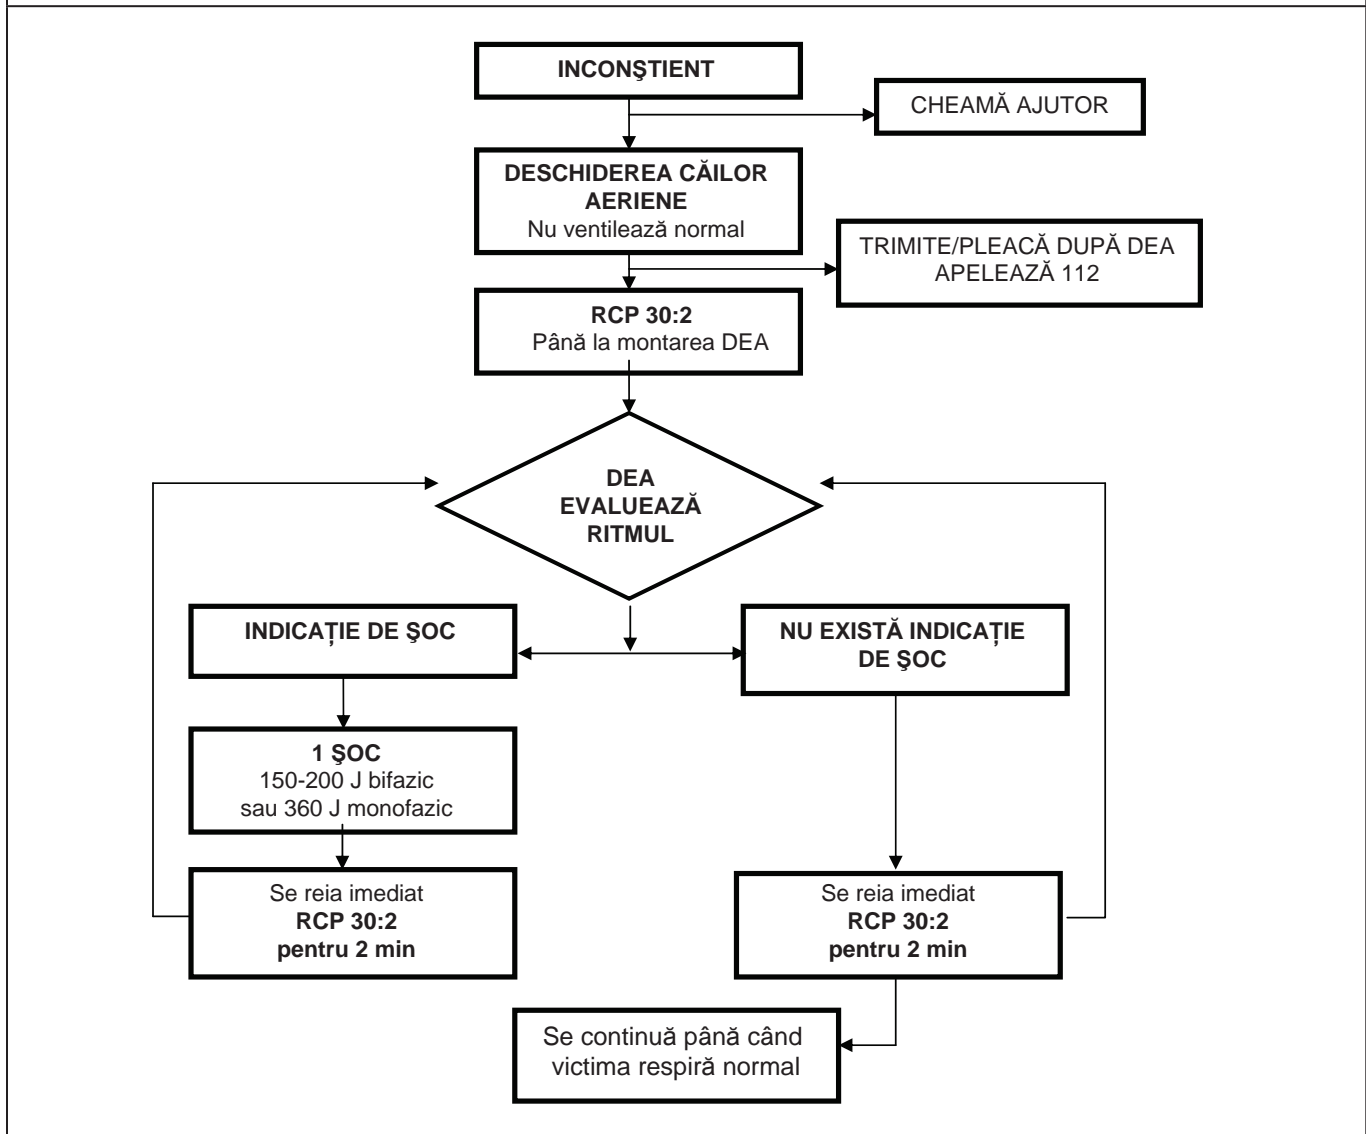 INCONŞTIENT
CHEAMĂ AJUTOR
DESCHIDEREA CĂILOR
AERIENE
Nu ventilează normal
TRIMITE/PLEACĂ DUPĂ DEA
APELEAZĂ 112
RCP 30:2
Până la montarea DEA
DEA
EVALUEAZĂ
RITMUL
INDICAȚIE DE ŞOC
NU EXISTĂ INDICAȚIE
DE ŞOC
1 ŞOC
150-200 J bifazic
sau 360 J monofazic
Se reia imediat
RCP 30:2
pentru 2 min
Se reia imediat
RCP 30:2
pentru 2 min
Se continuă până când
victima respiră normal